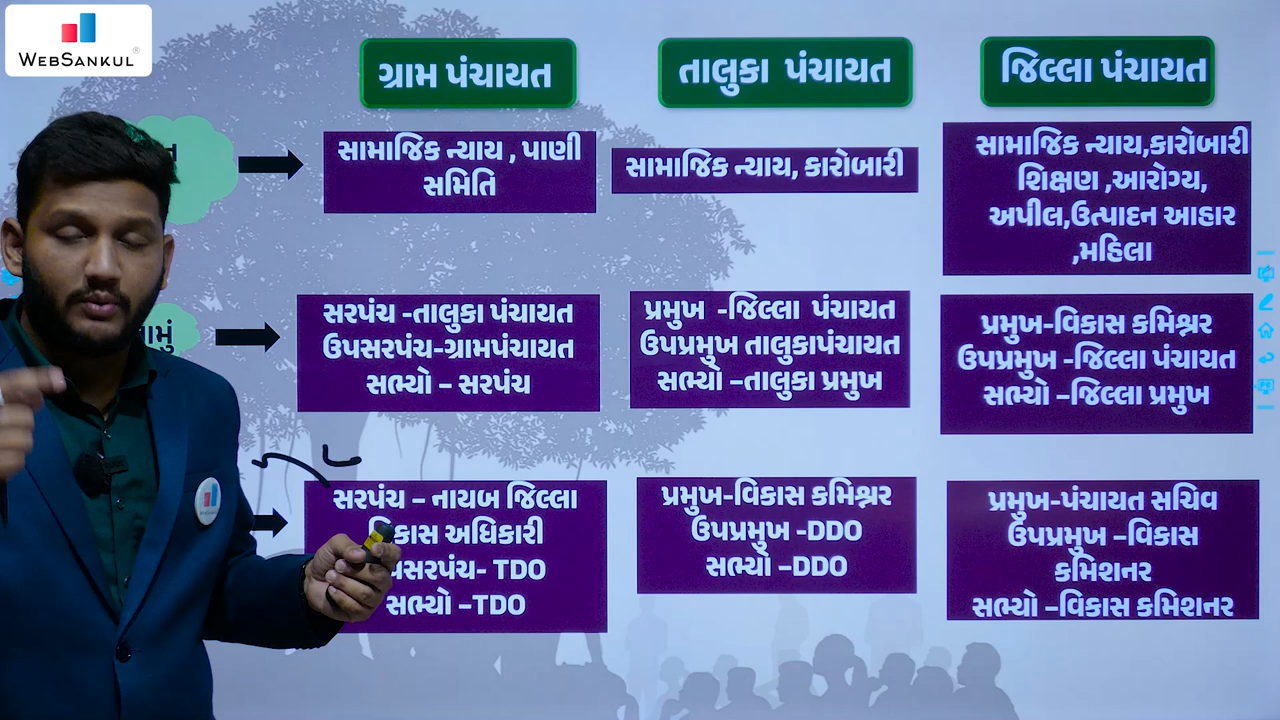 WEBSANKUL
ગ્રામ પંચાયત
તાલુકા પંચાયત
જિલ્લા પંચાયત
સામાજિક ન્યાય , પાણી
સમિતિ
સામાજિક ન્યાય, કારોબારી
સામાજિક ન્યાય,કારોબારી
શિક્ષણ ,આરોગ્ય,
અપીલ,ઉત્પાદન આહાર
,મહિલા
સરપંચ -તાલુકા પંચાયત
ઉપસરપંચ-ગ્રામપંચાયત
સભ્યો – સરપંચ
પ્રમુખ -જિલ્લા પંચાયત
ઉપપ્રમુખ તાલુકાપંચાયત
સભ્યો –તાલુકા પ્રમુખ
પ્રમુખ-વિકાસ કમિશ્નર
ઉપપ્રમુખ -જિલ્લા પંચાયત
સભ્યો –જિલ્લા પ્રમુખ
સરપંચ – નાયબ જિલ્લા
અધિકારી
TDO
સભ્યો –TDO
પ્રમુખ-વિકાસ કમિશ્નર
ઉપપ્રમુખ -DDO
સભ્યો –DDO
પ્રમુખ-પંચાયત સચિવ
ઉપપ્રમુખ –વિકાસ
કમિશનર
સભ્યો –વિકાસ કમિશનર